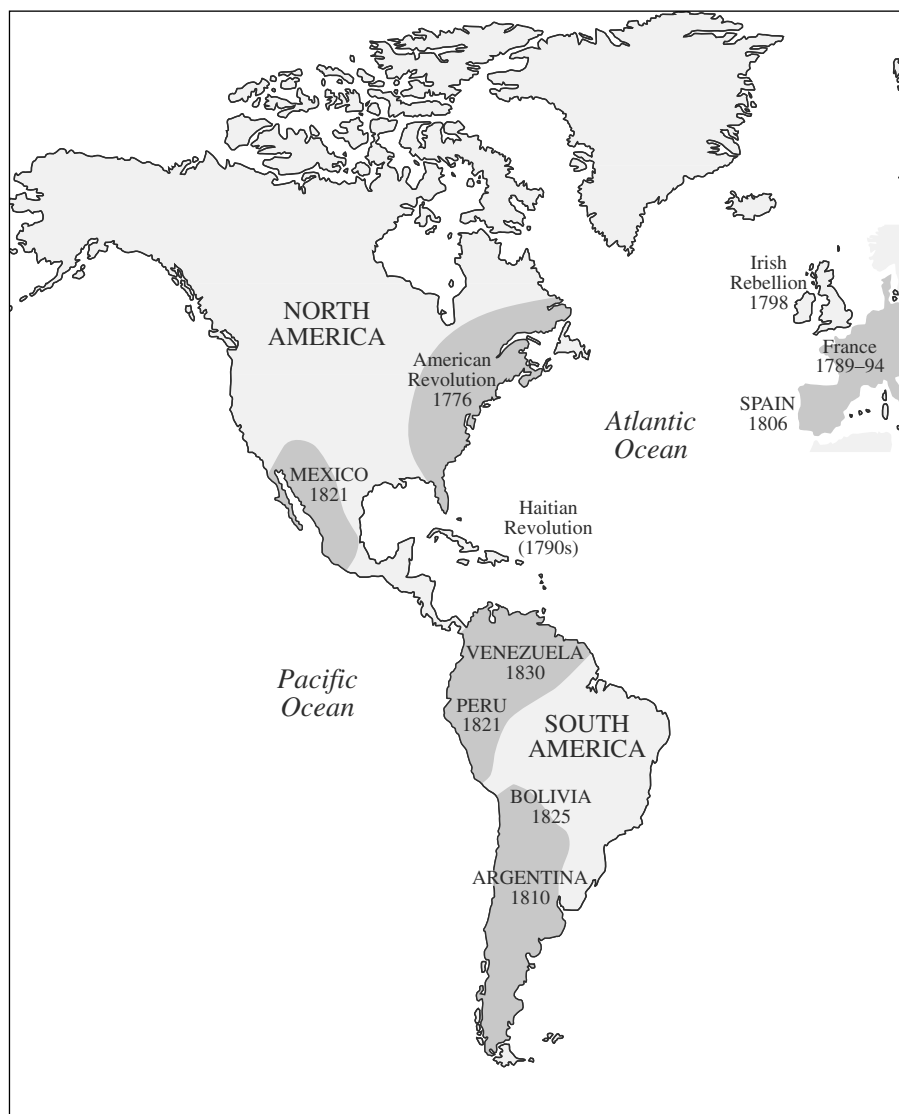 Irish
Rebellion
1798
NORTH
AMERICA
France
1789–94
American
Revolution
1776
SPAIN
1806
Atlantic
Ocean
MEXICO
1821
Haitian
Revolution
(1790s)
VENEZUELA
1830
Pacific
Ocean
PERU
1821
SOUTH
AMERICA
BOLIVIA
1825
ARGENTINA
1810